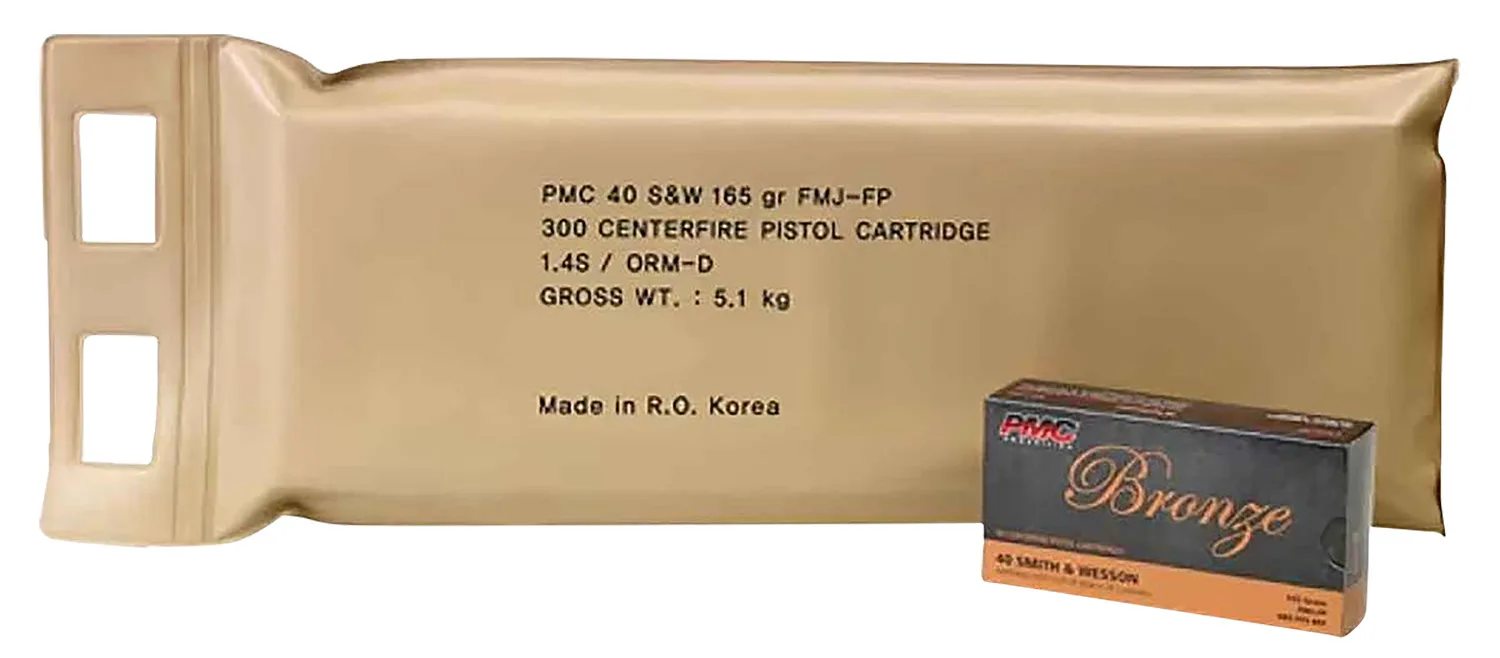 PMC 40 S&W 165 gr FMJ-FP
300 CENTERFIRE PISTOL CARTRIDGE
1.4S / ORM-D
GROSS WT. : 5.1 kg
Made in R.O. Korea
PMC
Bronze
40 SMITH & WESSON